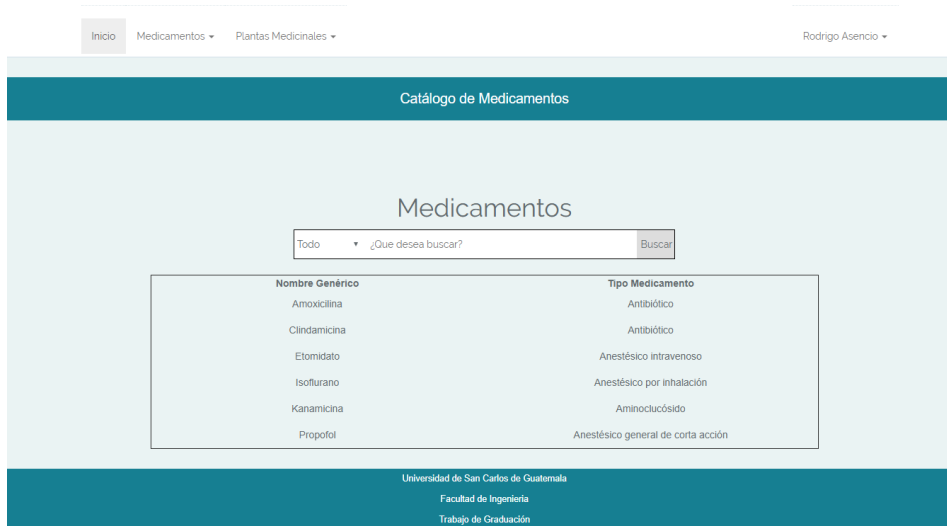 Inicio Medicamentos Plantas Medicinales Rodrigo Asencio
Catálogo de Medicamentos
Medicamentos
Todo ¿Que desea buscar? Buscar
Nombre Genérico Tipo Medicamento
Amoxicilina Antibiótico
Clindamicina Antibiótico
Etomidato Anestésico intravenoso
Isoflurano Anestésico por inhalación
Kanamicina Aminoclucósido
Propofol Anestésico general de corta acción
Universidad de San Carlos de Guatemala
Facultad de Ingenieria
Trabajo de Graduación